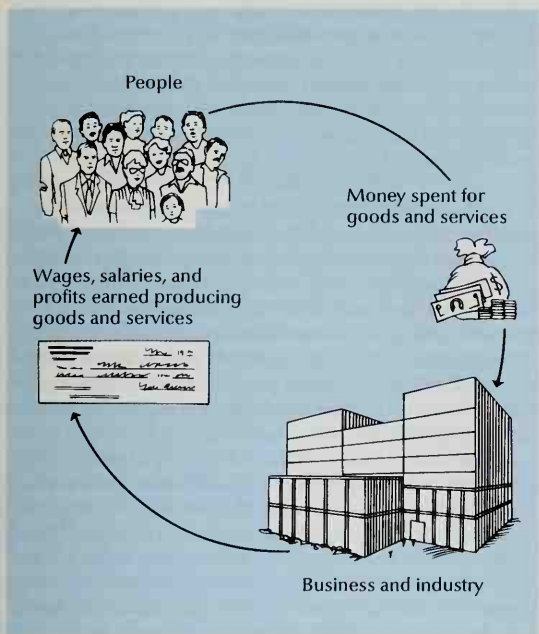 People
Money spent for
goods and services
Wages, salaries, and
profits earned producing
goods and services
$
19
Business and industry